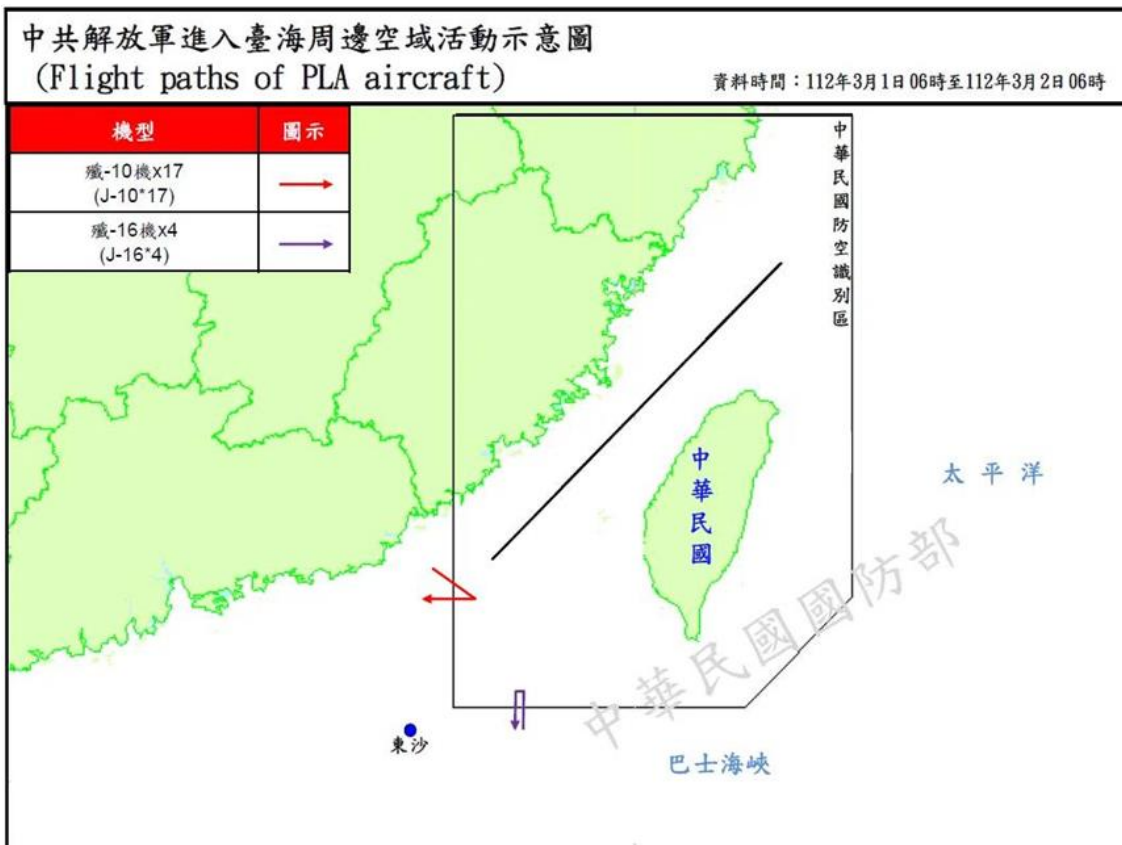 中共解放軍進入臺海周邊空域活動示意圖
(Flight paths of PLA aircraft)
資料時間：112年3月1日06時至112年3月2日06時
機型
圖示
殲-10機x17
(J-10*17)
殲-16機x4
(J-16*4)
中華民國防空識別區
中華民國
太平洋
中華民國國防部
東沙
巴士海峽